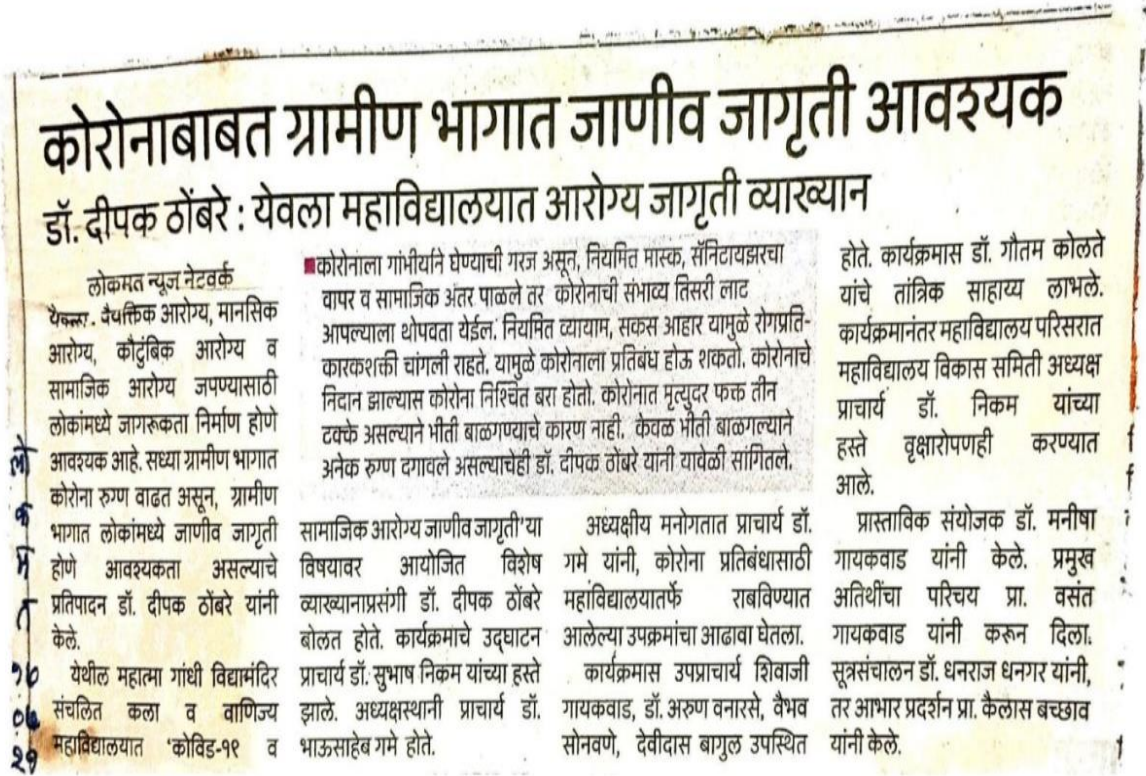 कोरोनाबाबत ग्रामीण भागात जाणीव जागृती आवश्यक
डॉ. दीपक ठोंबरे : येवला महाविद्यालयात आरोग्य जागृती व्याख्यान
लोकमत न्यूज नेटवर्क
येवला. वैयक्तिक आरोग्य, मानसिक
आरोग्य, कौटुंबिक आरोग्य व
सामाजिक आरोग्य जपण्यासाठी
लोकांमध्ये जागरूकता निर्माण होणे
आवश्यक आहे. सध्या ग्रामीण भागात
कोरोना रुग्ण वाढत असून, ग्रामीण
भागात लोकांमध्ये जाणीव जागृती
होणे आवश्यकता असल्याचे
प्रतिपादन डॉ. दीपक ठोंबरे यांनी
केले.
येथील महात्मा गांधी विद्यामंदिर
संचलित कला व वाणिज्य
महाविद्यालयात 'कोविड-१९ व
■कोरोनाला गांभीर्याने घेण्याची गरज असून, नियमित मास्क, सॅनिटायझरचा
वापर व सामाजिक अंतर पाळले तर कोरोनाची संभाव्य तिसरी लाट
आपल्याला थोपवता येईल. नियमित व्यायाम, सकस आहार यामुळे रोगप्रति-
कारकशक्ती चांगली राहते. यामुळे कोरोनाला प्रतिबंध होऊ शकतो. कोरोनाचे
निदान झाल्यास कोरोना निश्चित बरा होतो. कोरोनात मृत्युदर फक्त तीन
टक्के असल्याने भीती बाळगण्याचे कारण नाही. केवळ भीती बाळगल्याने
अनेक रुग्ण दगावले असल्याचेही डॉ. दीपक ठोंबरे यांनी यावेळी सांगितले.
सामाजिक आरोग्य जाणीव जागृती'या
विषयावर आयोजित विशेष
व्याख्यानाप्रसंगी डॉ. दीपक ठोंबरे
बोलत होते. कार्यक्रमाचे उद्घाटन
प्राचार्य डॉ. सुभाष निकम यांच्या हस्ते
झाले. अध्यक्षस्थानी प्राचार्य डॉ.
भाऊसाहेब गमे होते.
अध्यक्षीय मनोगतात प्राचार्य डॉ.
गमे यांनी, कोरोना प्रतिबंधासाठी
महाविद्यालयातर्फे राबविण्यात
आलेल्या उपक्रमांचा आढावा घेतला.
कार्यक्रमास उपप्राचार्य शिवाजी
गायकवाड, डॉ. अरुण वनारसे, वैभव
सोनवणे, देवीदास बागुल उपस्थित
होते. कार्यक्रमास डॉ. गौतम कोलते
यांचे तांत्रिक साहाय्य लाभले.
कार्यक्रमानंतर महाविद्यालय परिसरात
महाविद्यालय विकास समिती अध्यक्ष
प्राचार्य डॉ. निकम यांच्या
हस्ते वृक्षारोपणही करण्यात
आले.
प्रास्ताविक संयोजक डॉ. मनीषा
गायकवाड यांनी केले. प्रमुख
अतिथींचा परिचय प्रा. वसंत
गायकवाड यांनी करून दिला.
सूत्रसंचालन डॉ. धनराज धनगर यांनी,
तर आभार प्रदर्शन प्रा. कैलास बच्छाव
यांनी केले.
लो
क
म
त